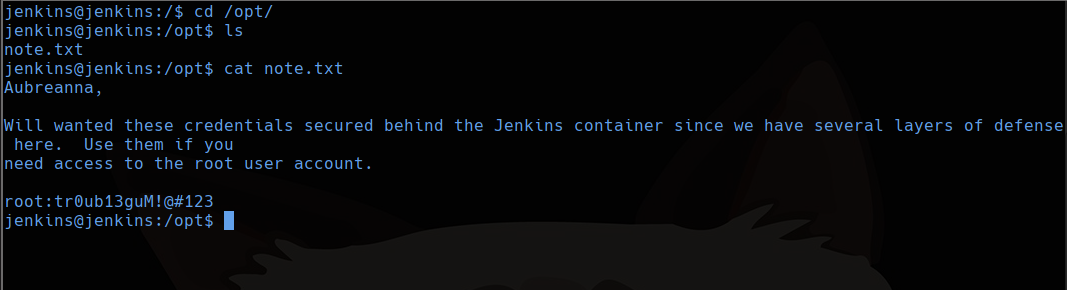 jenkins@jenkins:/$ cd /opt/
jenkins@jenkins:/opt$ ls
note.txt
jenkins@jenkins:/opt$ cat note.txt
Aubreanna,
Will wanted these credentials secured behind the Jenkins container since we have several layers of defense
 here.  Use them if you
need access to the root user account.
root:tr0ub13guM!@#123
jenkins@jenkins:/opt$